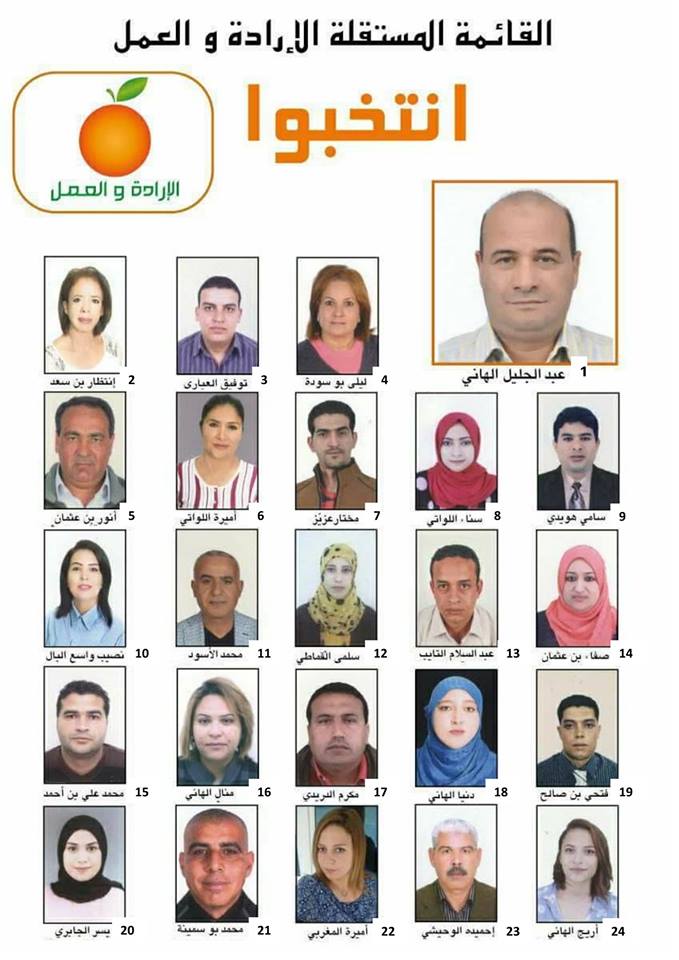 القائمة المستقلة الإرادة و العمل
انتخبوا
الإرادة و العمل
عبد الجليل الهاني 1
إنتظار بن سعد 2
توفيق العياري 3
ليلى بو سودة 4
أنور بن عثمان 5
أميرة اللواتي 6
مختار عزيّز 7
سناء اللواتي 8
سامي هويدي 9
نصيب واسع البال 10
محمد الأسود 11
سلمى القماطي 12
عبد السلام التايب 13
صفاء بن عثمان 14
محمد علي بن أحمد 15
منال الهاني 16
مكرم الدريدي 17
دنيا الهاني 18
فتحي بن صالح 19
يسر الجابري 20
محمد بو سمينة 21
أميرة المغربي 22
إحميده الوحيشي 23
أريج الهاني 24